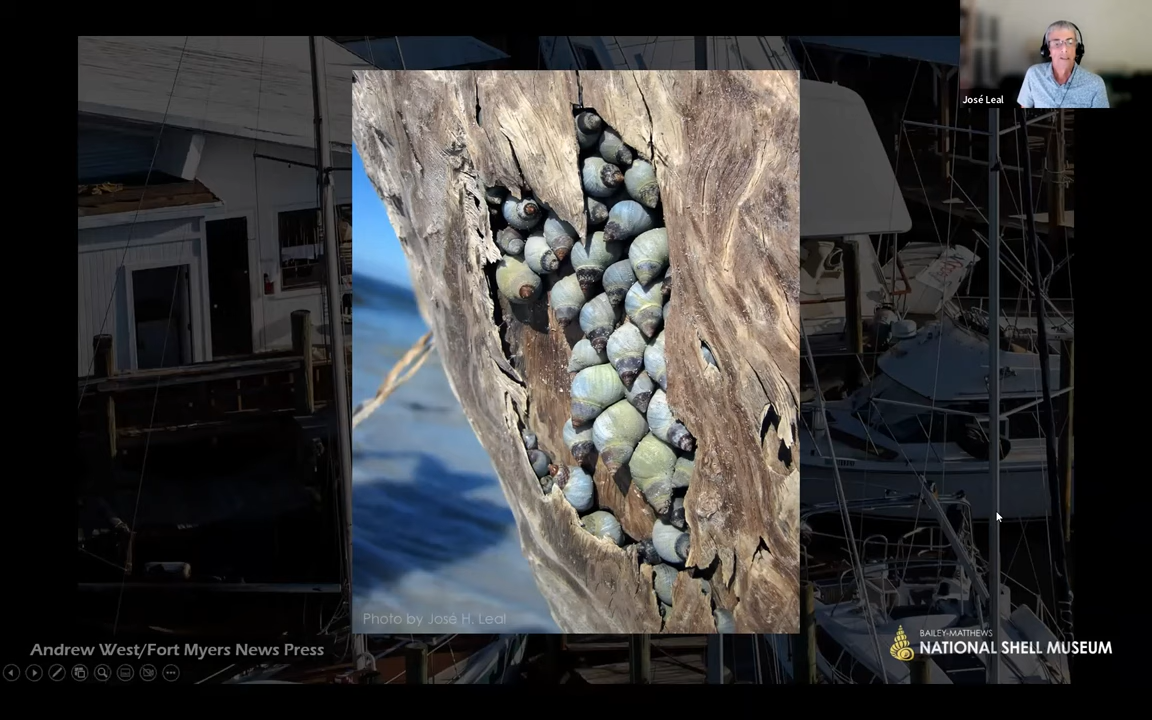 José Leal
Photo by José H. Leal
Andrew West/Fort Myers News Press
BAILEY-MATTHEWS
NATIONAL SHELL MUSEUM